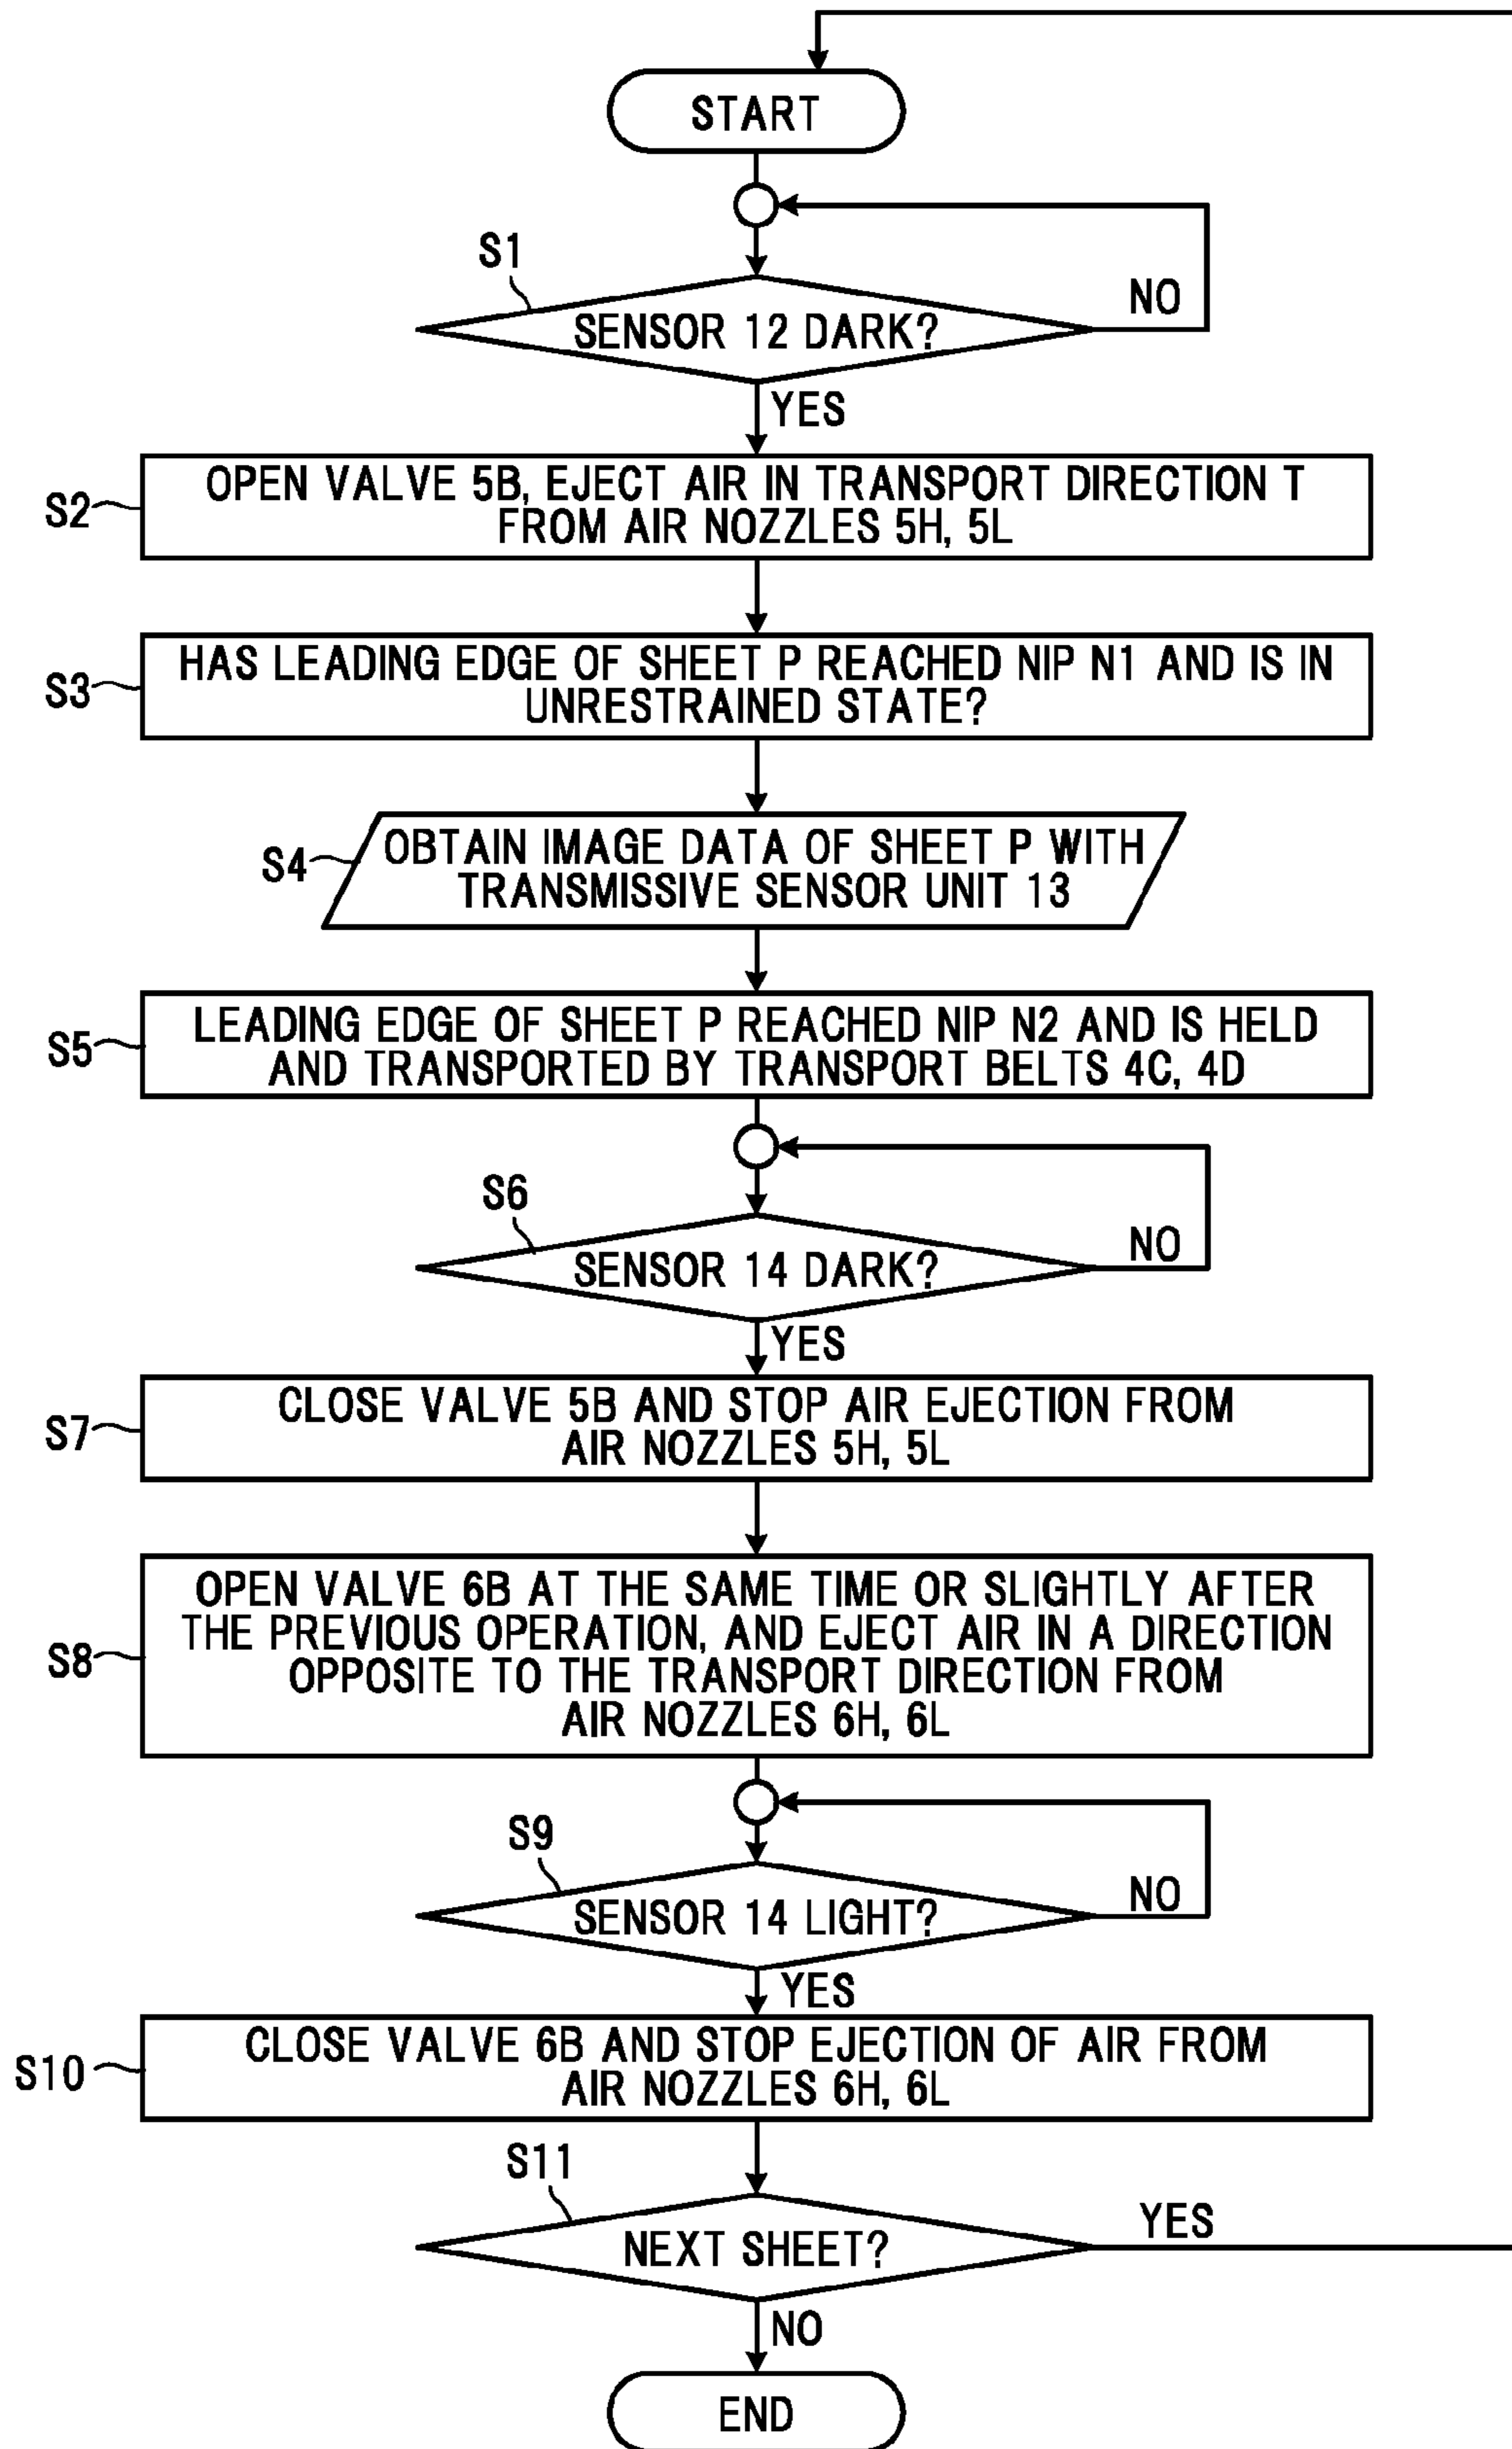 START
S1
NO
SENSOR 12 DARK?
YES
S2
OPEN VALVE 5B, EJECT AIR IN TRANSPORT DIRECTION T
FROM AIR NOZZLES 5H, 5L
S3
HAS LEADING EDGE OF SHEET P REACHED NIP N1 AND IS IN
UNRESTRAINED STATE?
S4
OBTAIN IMAGE DATA OF SHEET P WITH
TRANSMISSIVE SENSOR UNIT 13
S5
LEADING EDGE OF SHEET P REACHED NIP N2 AND IS HELD
AND TRANSPORTED BY TRANSPORT BELTS 4C, 4D
S6
NO
SENSOR 14 DARK?
YES
S7
CLOSE VALVE 5B AND STOP AIR EJECTION FROM
AIR NOZZLES 5H, 5L
S8
OPEN VALVE 6B AT THE SAME TIME OR SLIGHTLY AFTER
THE PREVIOUS OPERATION, AND EJECT AIR IN A DIRECTION
OPPOSITE TO THE TRANSPORT DIRECTION FROM
AIR NOZZLES 6H, 6L
S9
NO
SENSOR 14 LIGHT?
YES
S10
CLOSE VALVE 6B AND STOP EJECTION OF AIR FROM
AIR NOZZLES 6H, 6L
S11
YES
NEXT SHEET?
NO
END